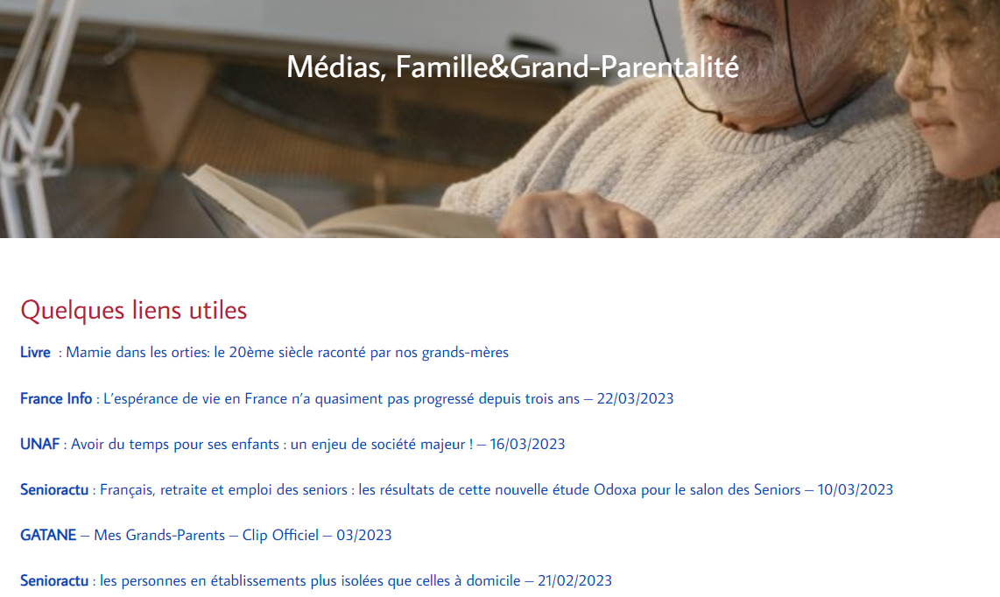 Médias, Famille&Grand-Parentalité
Quelques liens utiles
Livre : Mamie dans les orties: le 20ème siècle raconté par nos grands-mères
France Info : L'espérance de vie en France n'a quasiment pas progressé depuis trois ans – 22/03/2023
UNAF : Avoir du temps pour ses enfants : un enjeu de société majeur ! – 16/03/2023
Senioractu : Français, retraite et emploi des seniors : les résultats de cette nouvelle étude Odoxa pour le salon des Seniors – 10/03/2023
GATANE – Mes Grands-Parents – Clip Officiel – 03/2023
Senioractu : les personnes en établissements plus isolées que celles à domicile – 21/02/2023